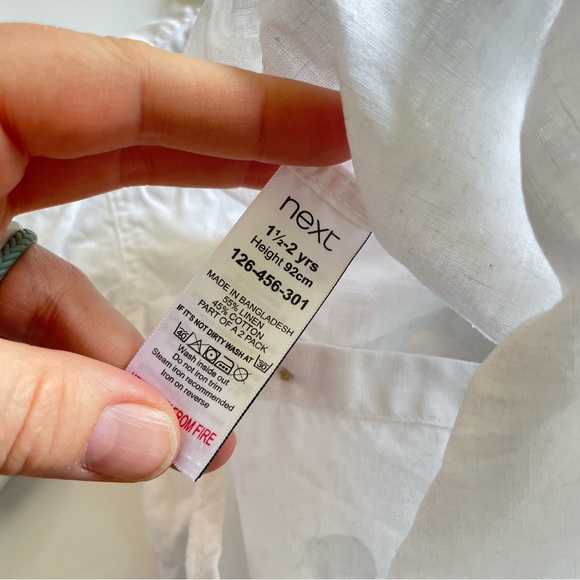 next
1½-2 yrs
Height 92cm
126-456-301
MADE IN BANGLADESH
55% LINEN
45% COTTON
PART OF A 2 PACK
IF IT'S NOT DIRTY WASH AT 30
40
Wash inside out
Do not iron trim
Steam iron recommended
Iron on reverse
FROM FIRE